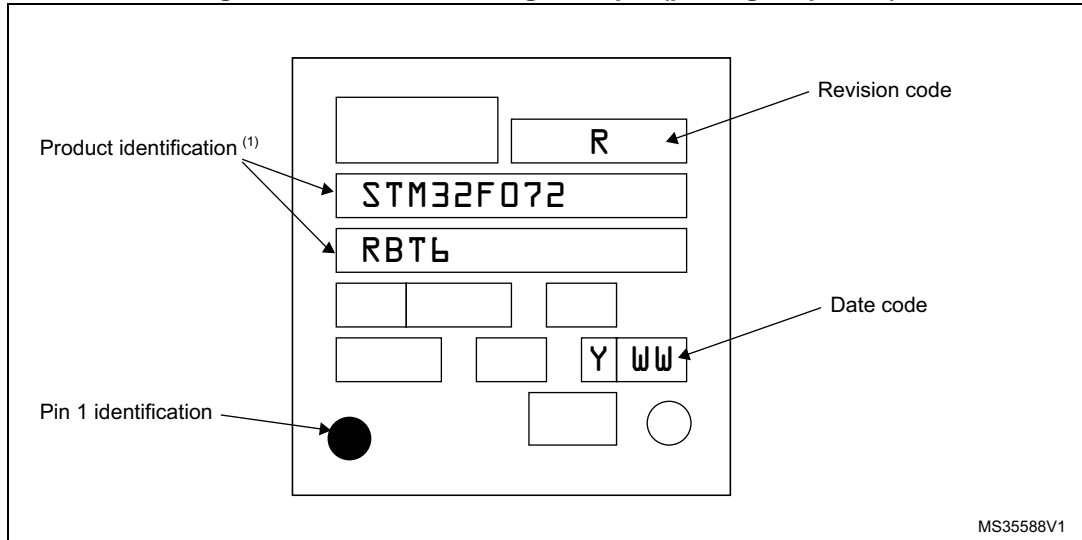 Revision code
R
Product identification (1)
STM32F072
RBT6
Date code
Y WW
Pin 1 identification
MS35588V1